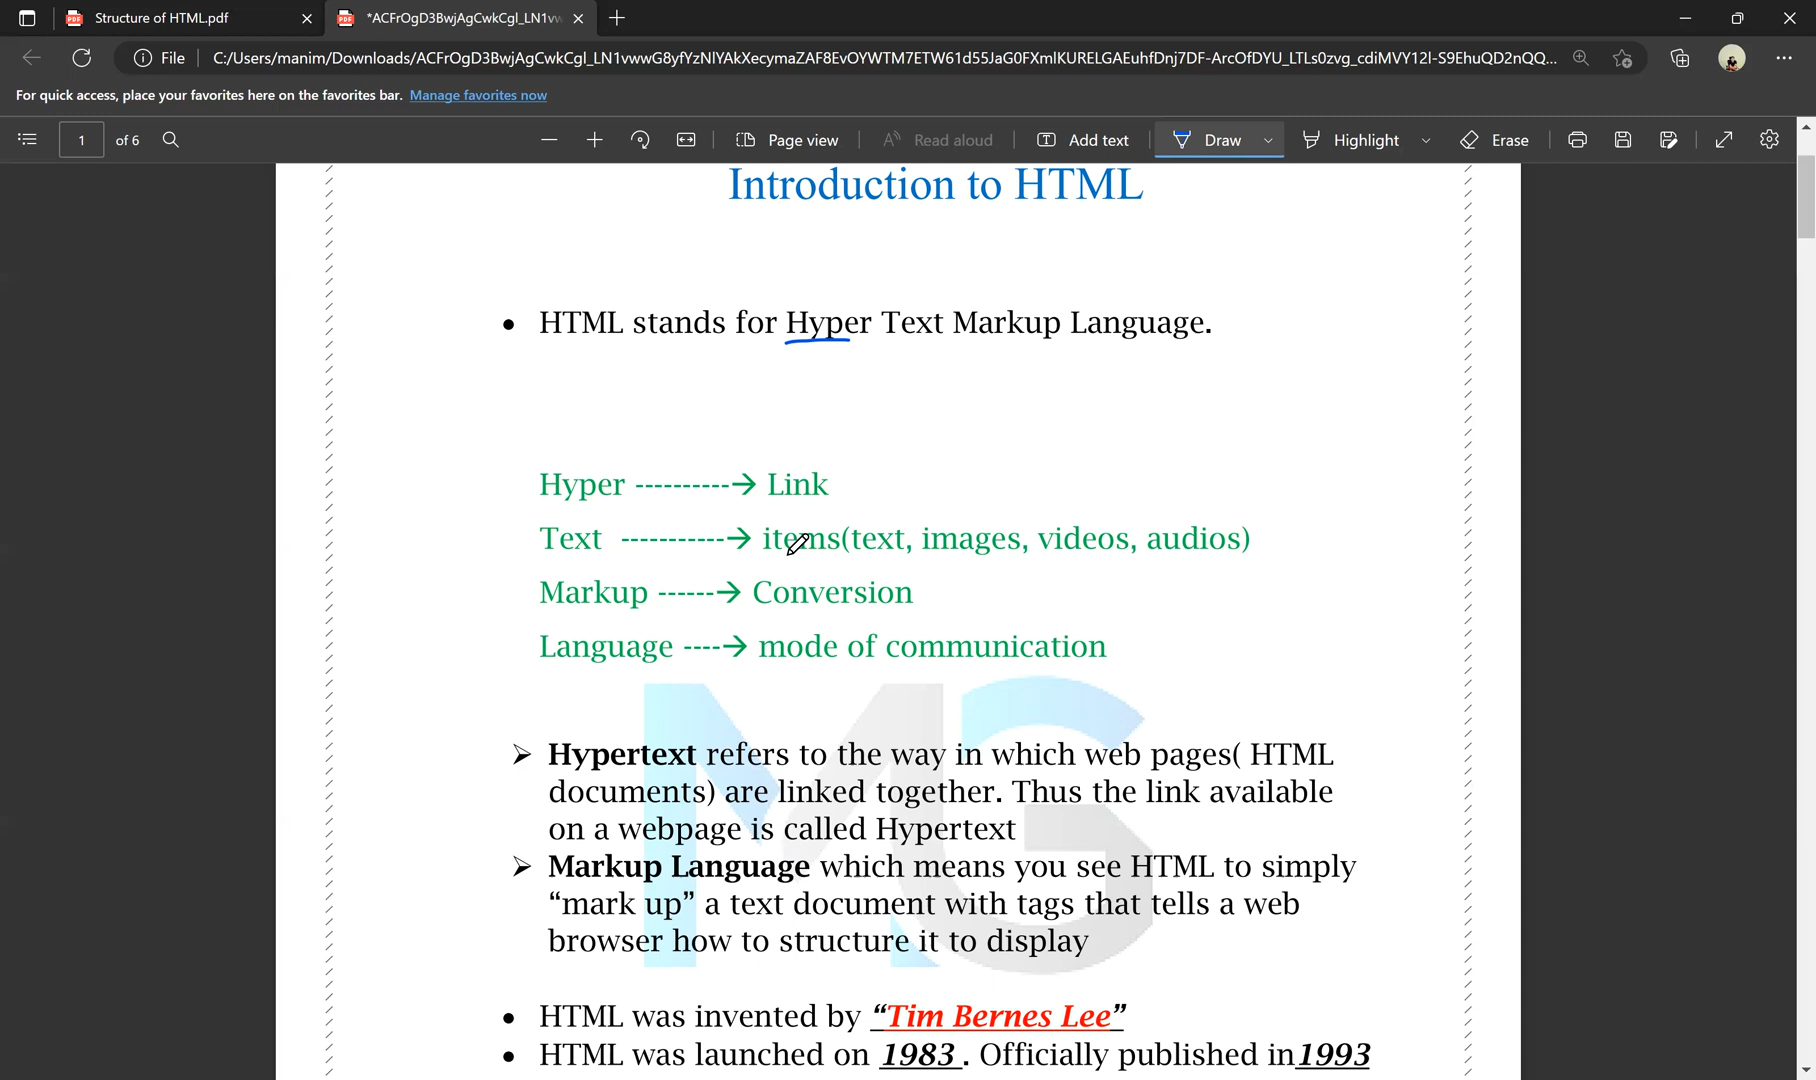 Structure of HTML.pdf
*ACFrOgD3BwjAgCwkCgl_LN1vw
File
C:/Users/manim/Downloads/ACFrOgD3BwjAgCwkCgl_LN1vwwG8yfYzNlYAkXecymaZAF8EvOYWTM7ETW61d55JaG0FXmlKURELGAEuhfDnj7DF-ArcOfDYU_LTLs0zvg_cdiMVY12l-S9EhuQD2nQQ...
For quick access, place your favorites here on the favorites bar. Manage favorites now
1 of 6
Page view
Read aloud
Add text
Draw
Highlight
Erase
Introduction to HTML
• HTML stands for Hyper Text Markup Language.
Hyper ----------→ Link
Text -----------→ items(text, images, videos, audios)
Markup ------→ Conversion
Language ----→ mode of communication
MG
➢ Hypertext refers to the way in which web pages( HTML
documents) are linked together. Thus the link available
on a webpage is called Hypertext
➢ Markup Language which means you see HTML to simply
“mark up” a text document with tags that tells a web
browser how to structure it to display
• HTML was invented by “Tim Bernes Lee”
• HTML was launched on 1983 . Officially published in 1993